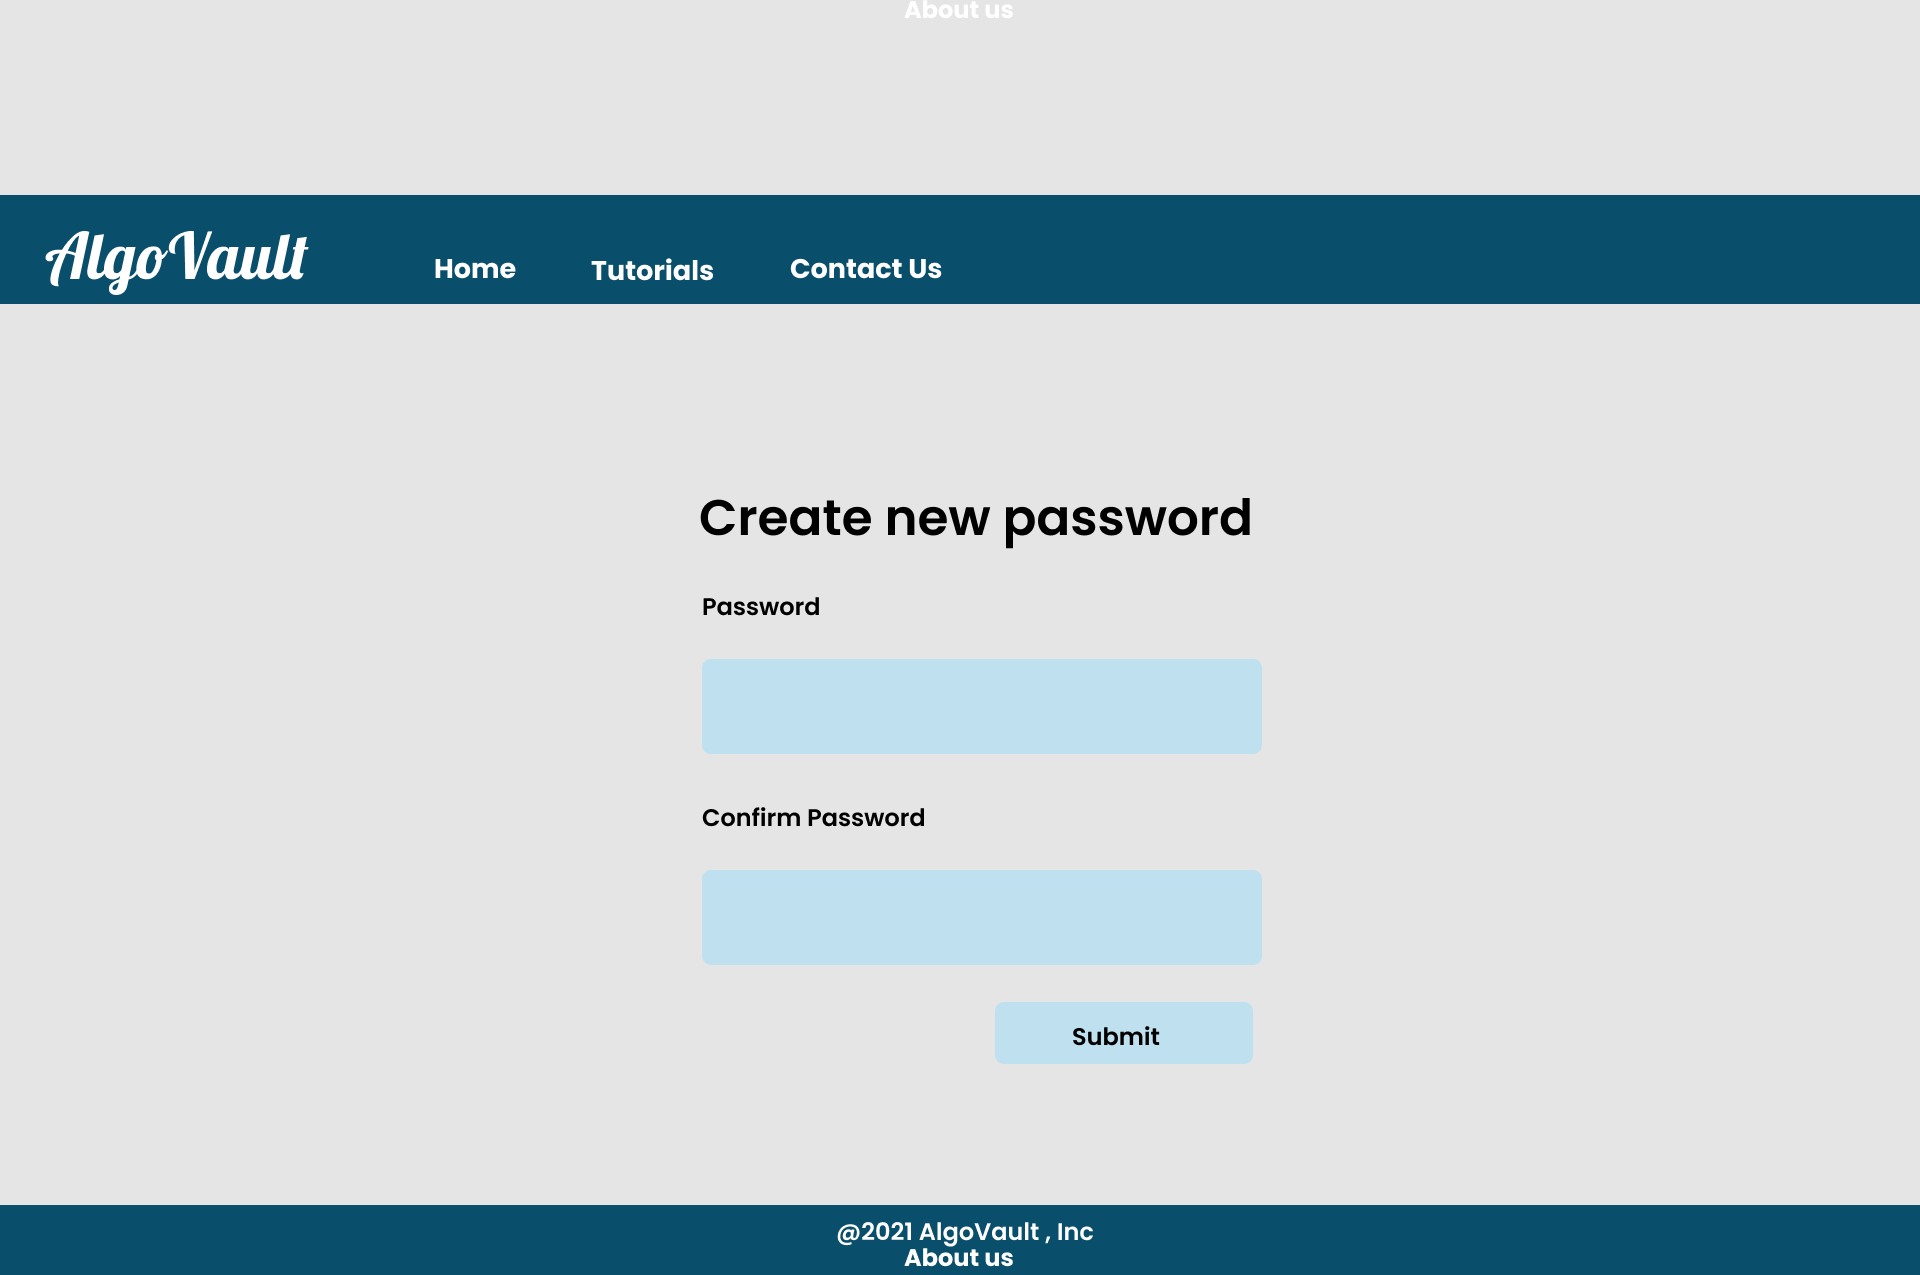 About us
AlgoVault
Home Tutorials Contact Us
Create new password
Password
Confirm Password
Submit
@2021 AlgoVault , Inc
About us